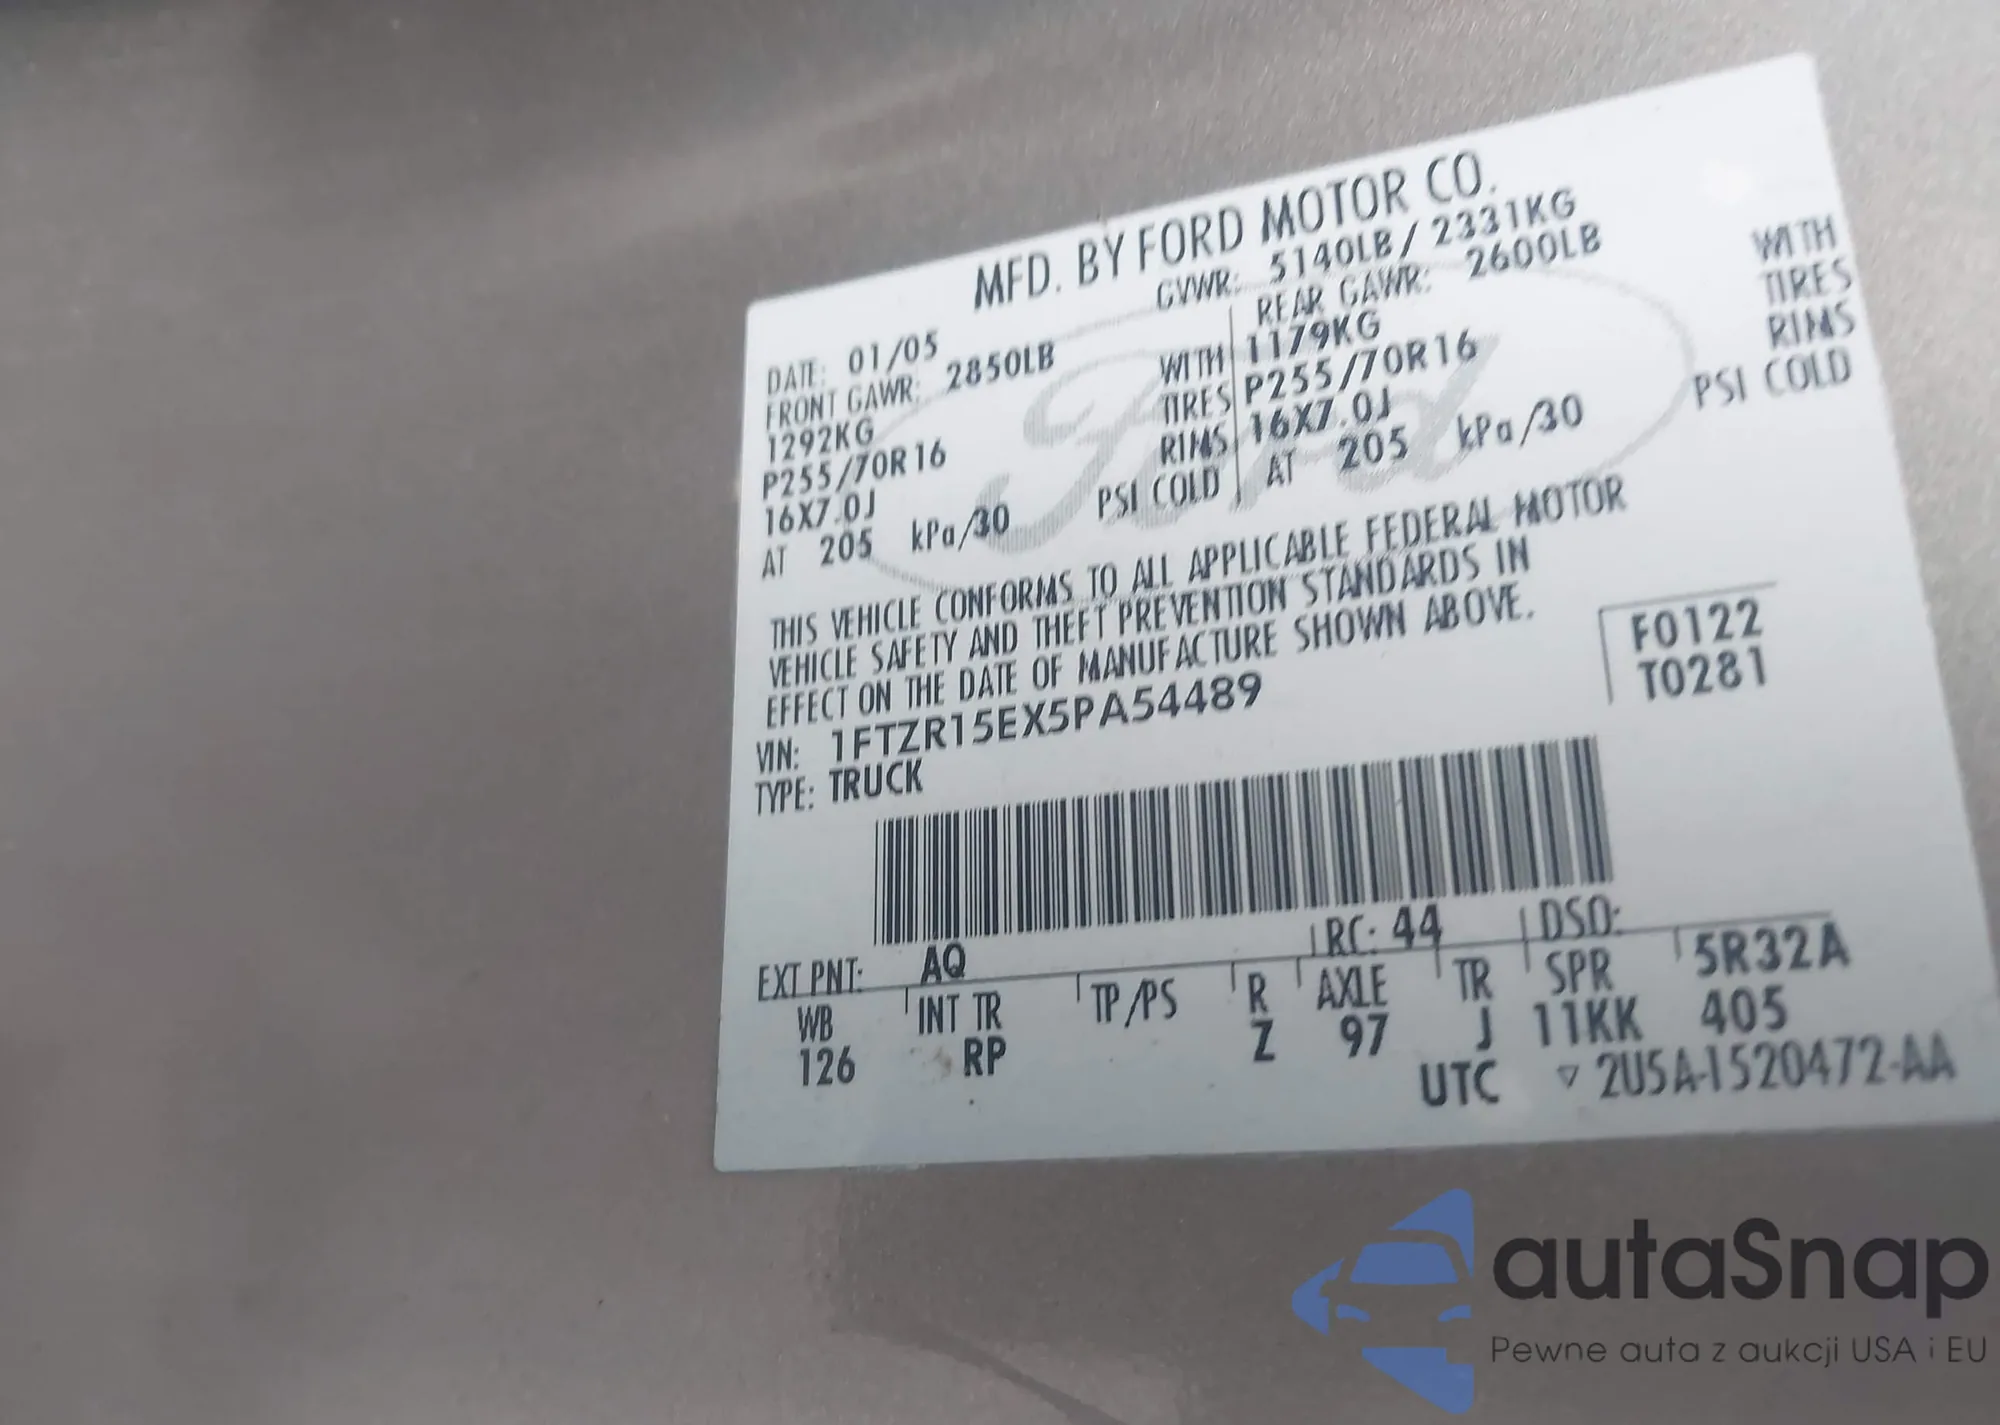 MFD. BY FORD MOTOR CO.
DATE: 01/05 GVWR: 5140LB / 2331KG
FRONT GAWR: 2850LB REAR GAWR: 2600LB
1292KG WITH 1179KG WITH
P255/70R16 TIRES P255/70R16 TIRES
16X7.0J RIMS 16X7.0J RIMS
AT 205 kPa/30 PSI COLD AT 205 kPa/30 PSI COLD
Ford
THIS VEHICLE CONFORMS TO ALL APPLICABLE FEDERAL MOTOR
VEHICLE SAFETY AND THEFT PREVENTION STANDARDS IN
EFFECT ON THE DATE OF MANUFACTURE SHOWN ABOVE.
F0122
T0281
VIN: 1FTZR15EX5PA54489
TYPE: TRUCK
EXT PNT: AQ RC: 44 DSO:
WB INT TR TP/PS R AXLE TR SPR 5R32A
126 RP Z 97 J 11KK 405
UTC ▽ 2U5A-1520472-AA
autaSnap
Pewne auta z aukcji USA i EU